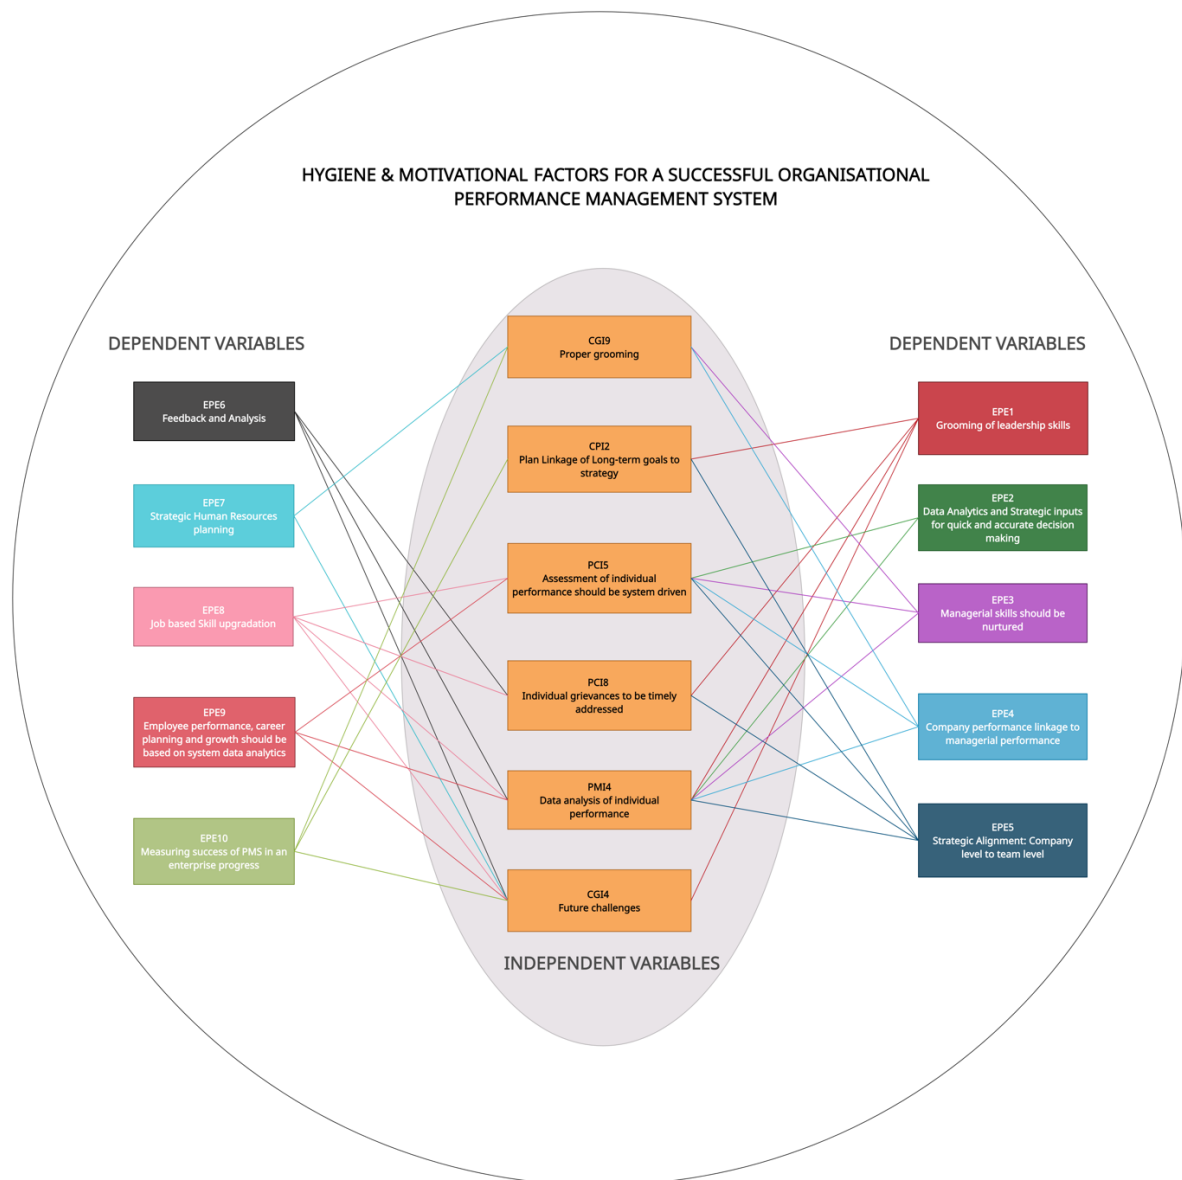 HYGIENE & MOTIVATIONAL FACTORS FOR A SUCCESSFUL ORGANISATIONAL
PERFORMANCE MANAGEMENT SYSTEM
DEPENDENT VARIABLES
EPE6
Feedback and Analysis
EPE7
Strategic Human Resources
planning
EPE8
Job based Skill upgradation
EPE9
Employee performance, career
planning and growth should be
based on system data analytics
EPE10
Measuring success of PMS in an
enterprise progress
CGI9
Proper grooming
CPI2
Plan Linkage of Long-term goals to
strategy
PCI5
Assessment of individual
performance should be system driven
PCI8
Individual grievances to be timely
addressed
PMI4
Data analysis of individual
performance
CGI4
Future challenges
INDEPENDENT VARIABLES
DEPENDENT VARIABLES
EPE1
Grooming of leadership skills
EPE2
Data Analytics and Strategic inputs
for quick and accurate decision
making
EPE3
Managerial skills should be
nurtured
EPE4
Company performance linkage to
managerial performance
EPE5
Strategic Alignment: Company
level to team level